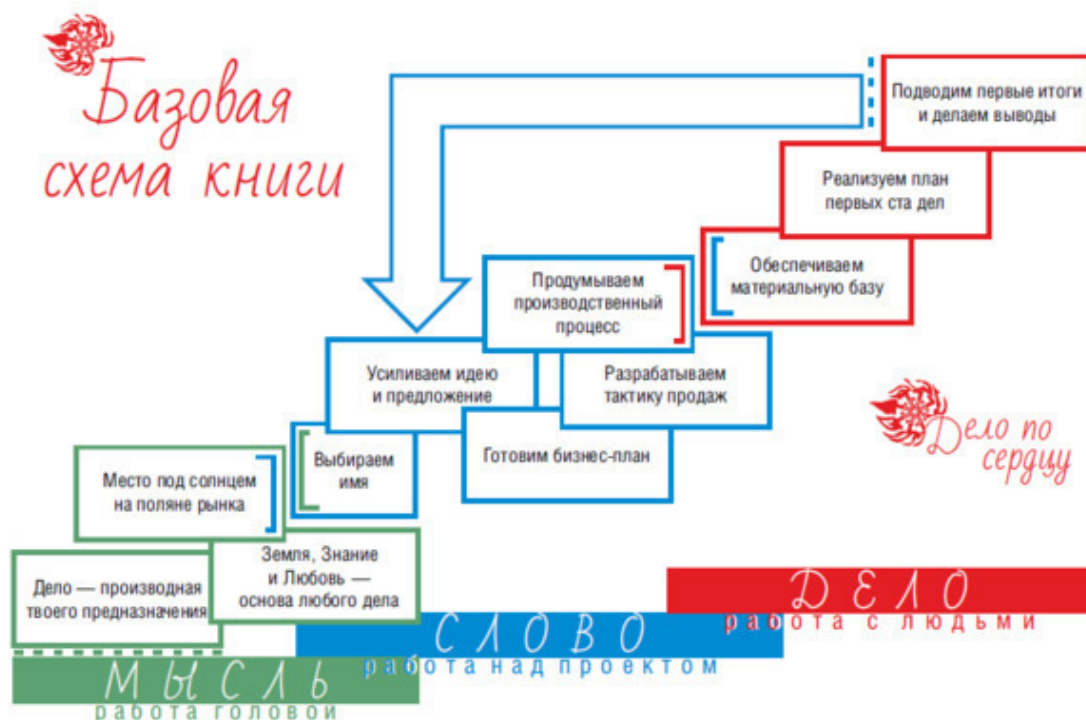 Базовая
схема книги
Подводим первые итоги
и делаем выводы
Реализуем план
первых ста дел
Обеспечиваем
материальную базу
Продумываем
производственный
процесс
Усиливаем идею
и предложение
Разрабатываем
тактику продаж
Готовим бизнес-план
Выбираем
имя
Место под солнцем
на поляне рынка
Земля, Знание
и Любовь —
основа любого дела
Дело — производная
твоего предназначения
Дело по
сердцу
ДЕЛО
работа с людьми
СЛОВО
работа над проектом
МЫСЛЬ
работа головой